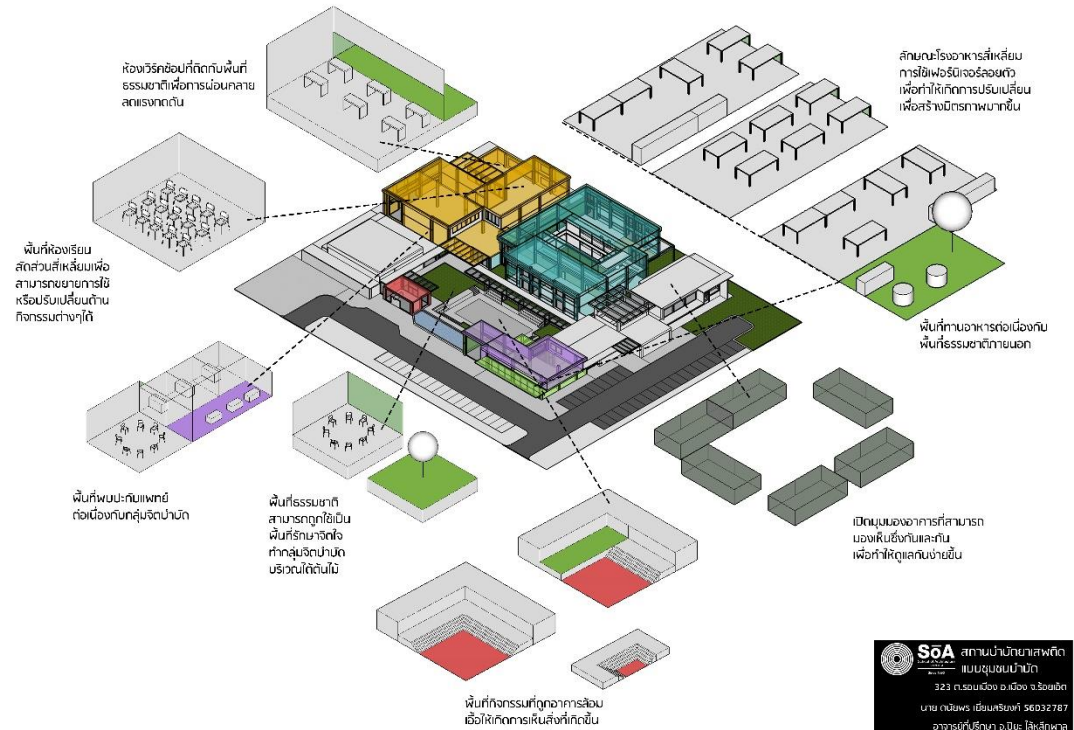 ห้องเวิร์คช้อปที่ติดกับพื้นที่
ธรรมชาติเพื่อการผ่อนคลาย
ลดแรงกดดัน
ลักษณะโรงอาหารสี่เหลี่ยม
การใช้เฟอร์นิเจอร์ลอยตัว
เพื่อทำให้เกิดการปรับเปลี่ยน
เพื่อสร้างมิตรภาพมากขึ้น
พื้นที่ห้องเรียน
สัดส่วนสี่เหลี่ยมเพื่อ
สามารถขยายการใช้
หรือปรับเปลี่ยนด้าน
กิจกรรมต่างๆได้
พื้นที่ทานอาหารต่อเนื่องกับ
พื้นที่ธรรมชาติภายนอก
พื้นที่พบปะกับแพทย์
ต่อเนื่องกับกลุ่มจิตบำบัด
พื้นที่ธรรมชาติ
สามารถถูกใช้เป็น
พื้นที่รักษาจิตใจ
ทำกลุ่มจิตบำบัด
บริเวณใต้ต้นไม้
เปิดมุมมองอาคารที่สามารถ
มองเห็นซึ่งกันและกัน
เพื่อทำให้ดูแลกันง่ายขึ้น
พื้นที่กิจกรรมที่ถูกอาคารล้อม
เอื้อให้เกิดการเห็นสิ่งที่เกิดขึ้น
SoA สถานบำบัดยาเสพติด
แบบชุมชนบำบัด
323 ต.รอบเมือง อ.เมือง จ.ร้อยเอ็ด
นาย ดนัยพร เยี่ยมสริยงค์ 56032787
อาจารย์ที่ปรึกษา อ.ปิยะ ไล้หลีกพาล